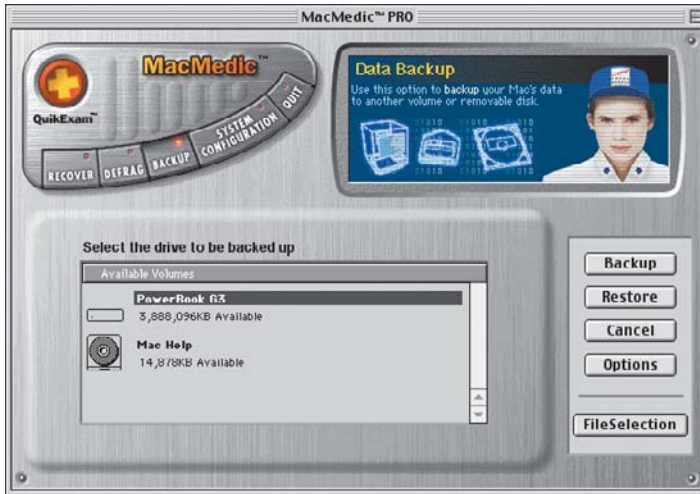 MacMedic™ PRO
MacMedic™
QuikExam™
RECOVER
DEFRAG
BACKUP
SYSTEM CONFIGURATION
QUIT
Data Backup
Use this option to backup your Mac's data
to another volume or removable disk.
Select the drive to be backed up
Available Volumes
PowerBook G3
3,888,096KB Available
Mac Help
14,878KB Available
Backup
Restore
Cancel
Options
FileSelection